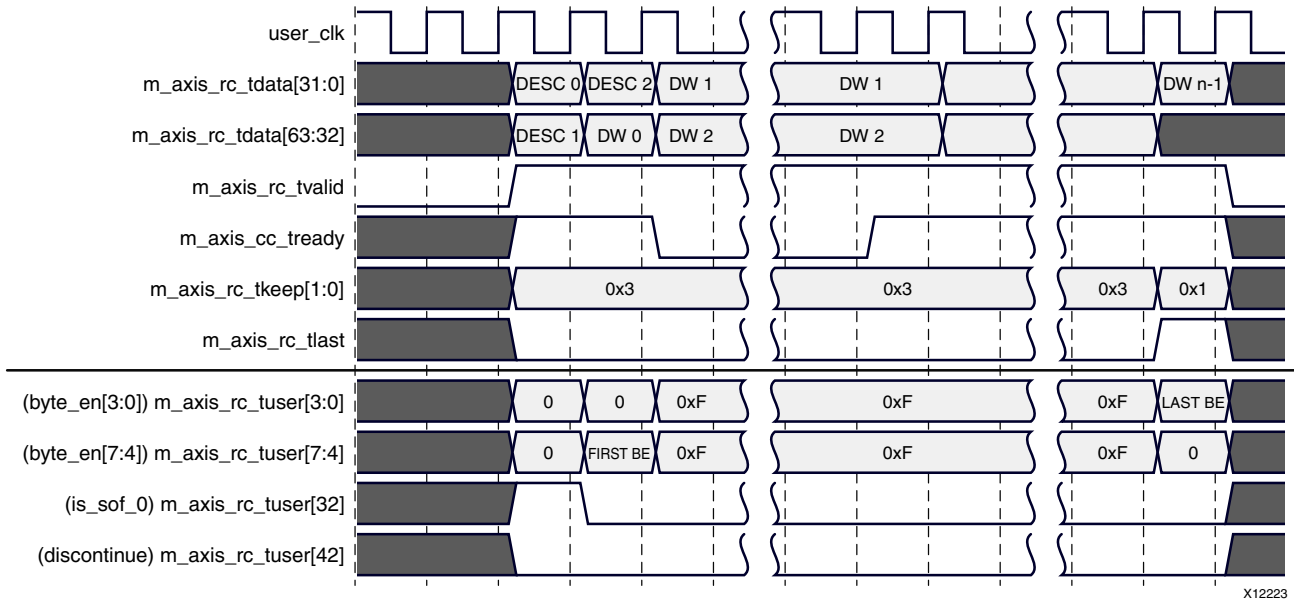 user_clk
m_axis_rc_tdata[31:0] DESC 0 DESC 2 DW 1 DW 1 DW n-1
m_axis_rc_tdata[63:32] DESC 1 DW 0 DW 2 DW 2
m_axis_rc_tvalid
m_axis_cc_tready
m_axis_rc_tkeep[1:0] 0x3 0x3 0x3 0x1
m_axis_rc_tlast
(byte_en[3:0]) m_axis_rc_tuser[3:0] 0 0 0xF 0xF 0xF LAST BE
(byte_en[7:4]) m_axis_rc_tuser[7:4] 0 FIRST BE 0xF 0xF 0xF 0
(is_sof_0) m_axis_rc_tuser[32]
(discontinue) m_axis_rc_tuser[42]
X12223